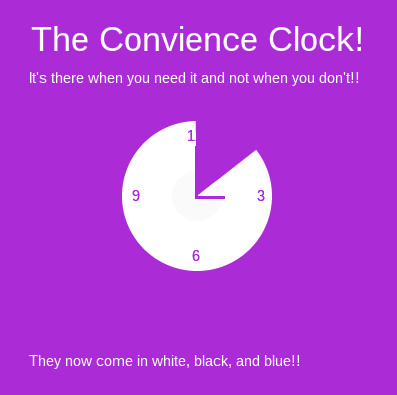 The Convience Clock!
It's there when you need it and not when you don't!!
1
9 3
6
They now come in white, black, and blue!!